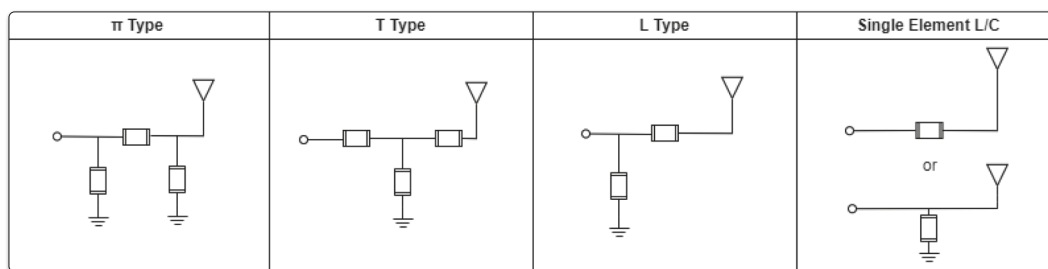 π Type
T Type
L Type
Single Element L/C
or